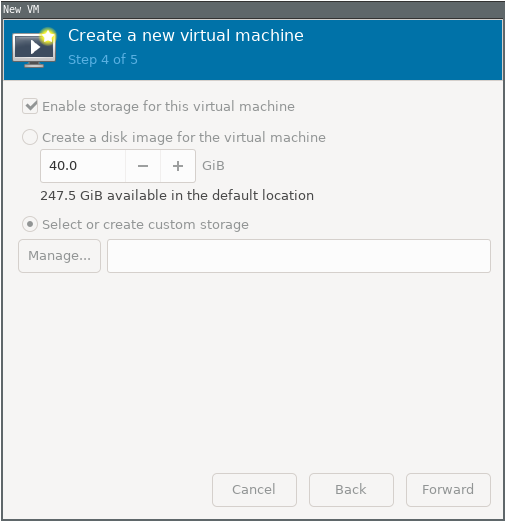 New VM
Create a new virtual machine
Step 4 of 5
Enable storage for this virtual machine
Create a disk image for the virtual machine
40.0 − + GiB
247.5 GiB available in the default location
Select or create custom storage
Manage...
Cancel Back Forward